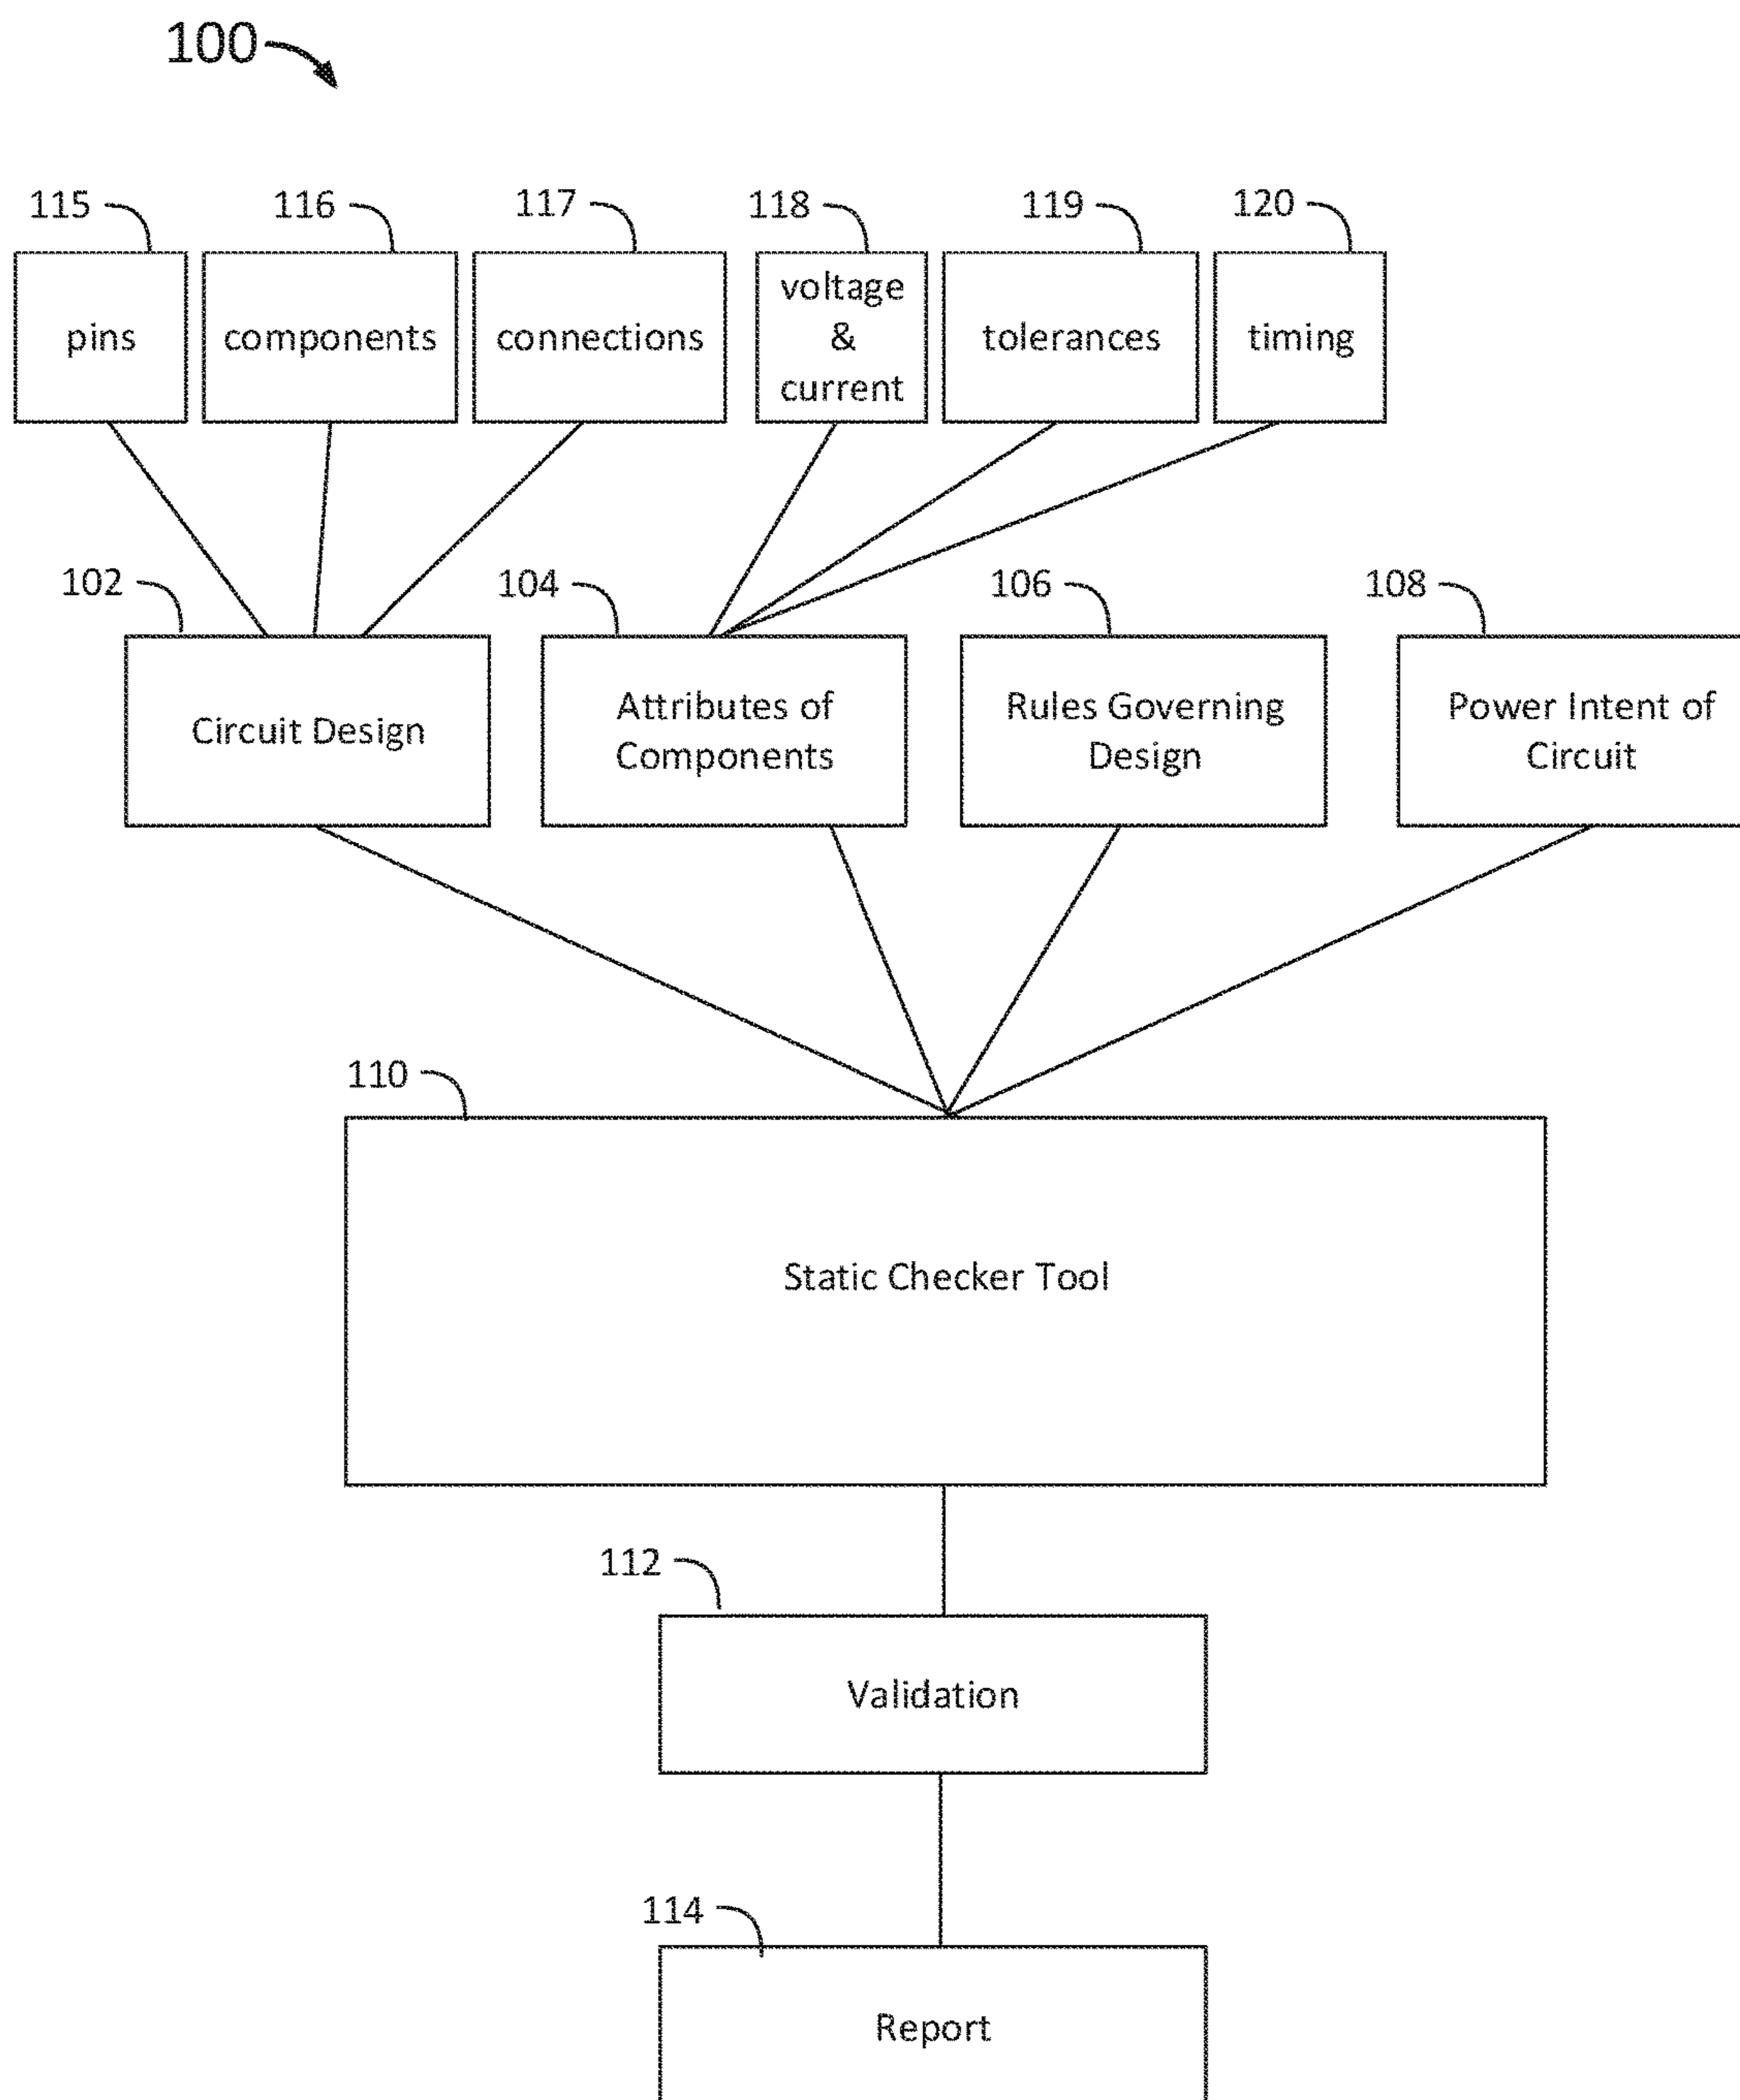 100
115
116
117
118
119
120
pins
components
connections
voltage
&
current
tolerances
timing
102
104
106
108
Circuit Design
Attributes of
Components
Rules Governing
Design
Power Intent of
Circuit
110
Static Checker Tool
112
Validation
114
Report